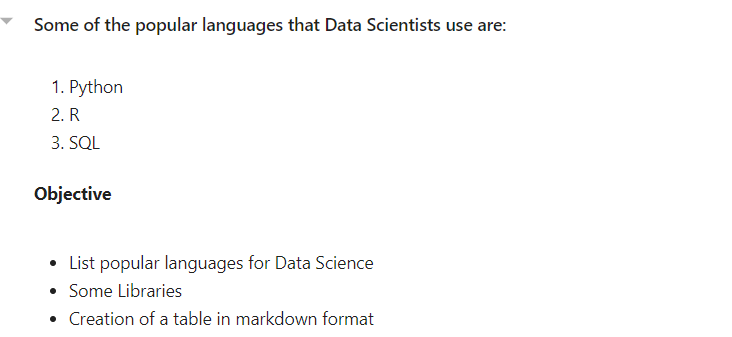 Some of the popular languages that Data Scientists use are:
1. Python
2. R
3. SQL
Objective
• List popular languages for Data Science
• Some Libraries
• Creation of a table in markdown format